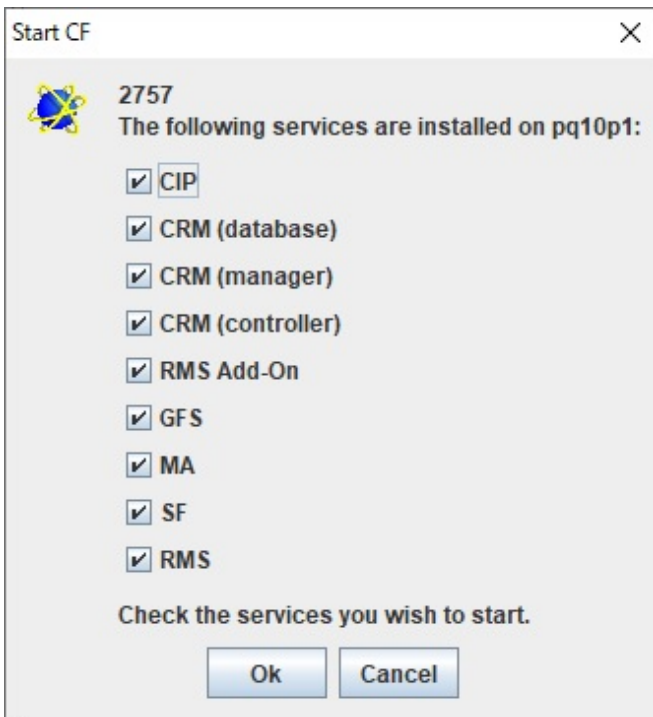 Start CF
2757
The following services are installed on pq10p1:
CIP
CRM (database)
CRM (manager)
CRM (controller)
RMS Add-On
GFS
MA
SF
RMS
Check the services you wish to start.
Ok
Cancel